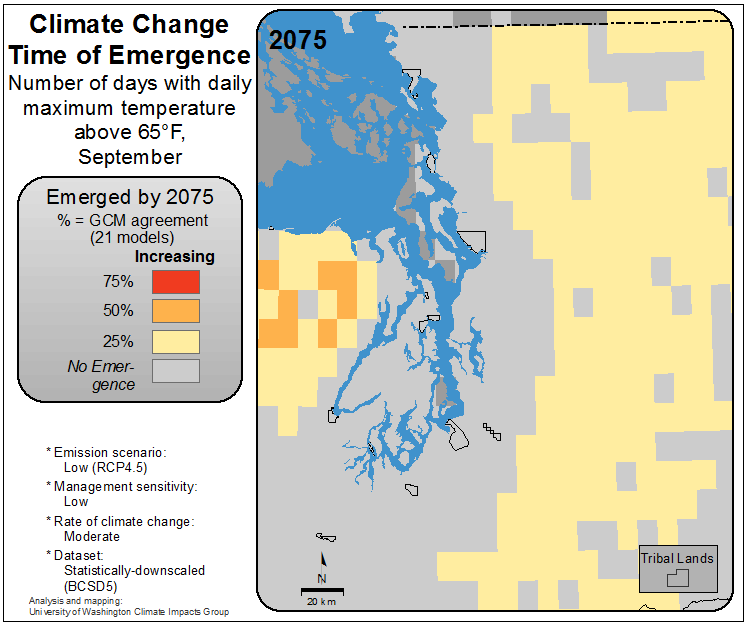 Climate Change
Time of Emergence
Number of days with daily
maximum temperature
above 65°F,
September
2075
Emerged by 2075
% = GCM agreement
(21 models)
Increasing
75%
50%
25%
No Emer-
gence
* Emission scenario:
Low (RCP4.5)
* Management sensitivity:
Low
* Rate of climate change:
Moderate
* Dataset:
Statistically-downscaled
(BCSD5)
Analysis and mapping:
University of Washington Climate Impacts Group
N
20 km
Tribal Lands